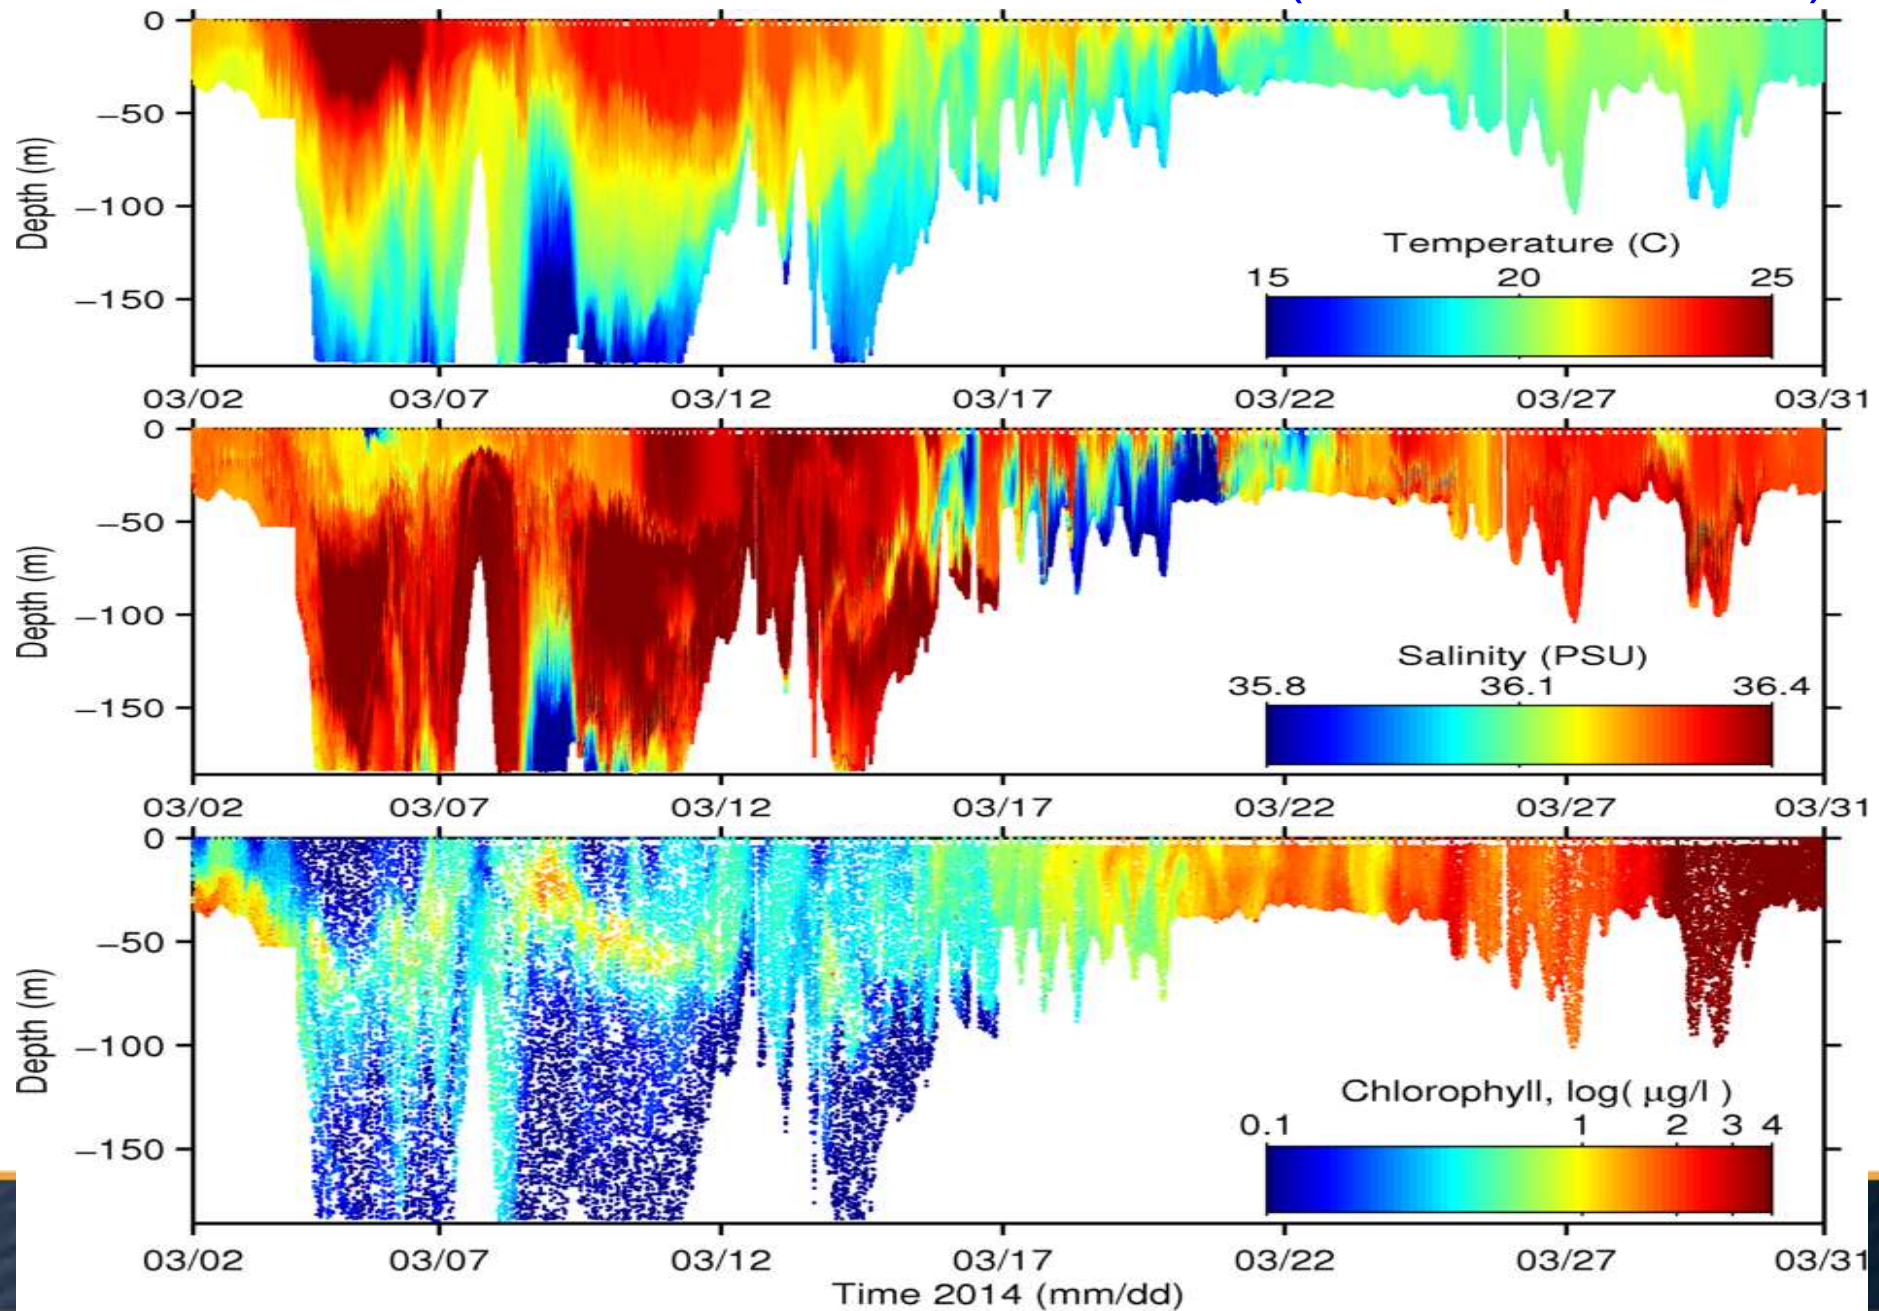 0
−50
−100
−150
Depth (m)
Temperature (C)
15 20 25
03/02 03/07 03/12 03/17 03/22 03/27 03/31
0
−50
−100
−150
Depth (m)
Salinity (PSU)
35.8 36.1 36.4
03/02 03/07 03/12 03/17 03/22 03/27 03/31
0
−50
−100
−150
Depth (m)
Chlorophyll, log( μg/l )
0.1 1 2 3 4
03/02 03/07 03/12 03/17 03/22 03/27 03/31
Time 2014 (mm/dd)